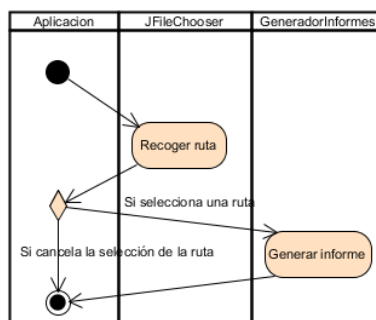 Aplicacion
JFileChooser
GeneradorInformes
Recoger ruta
Si selecciona una ruta
Si cancela la selección de la ruta
Generar informe